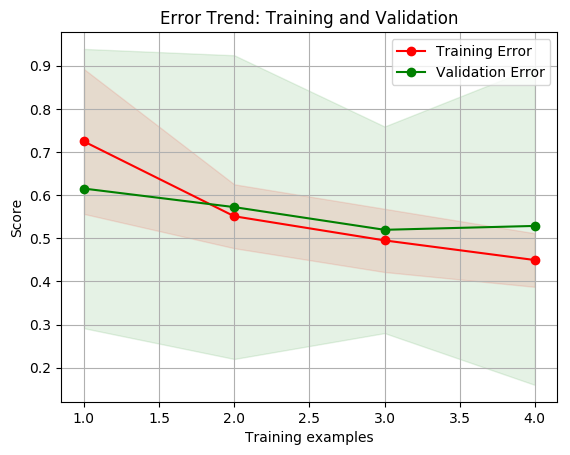 Error Trend: Training and Validation
Training Error
Validation Error
0.9
0.8
0.7
0.6
0.5
0.4
0.3
0.2
Score
1.0 1.5 2.0 2.5 3.0 3.5 4.0
Training examples